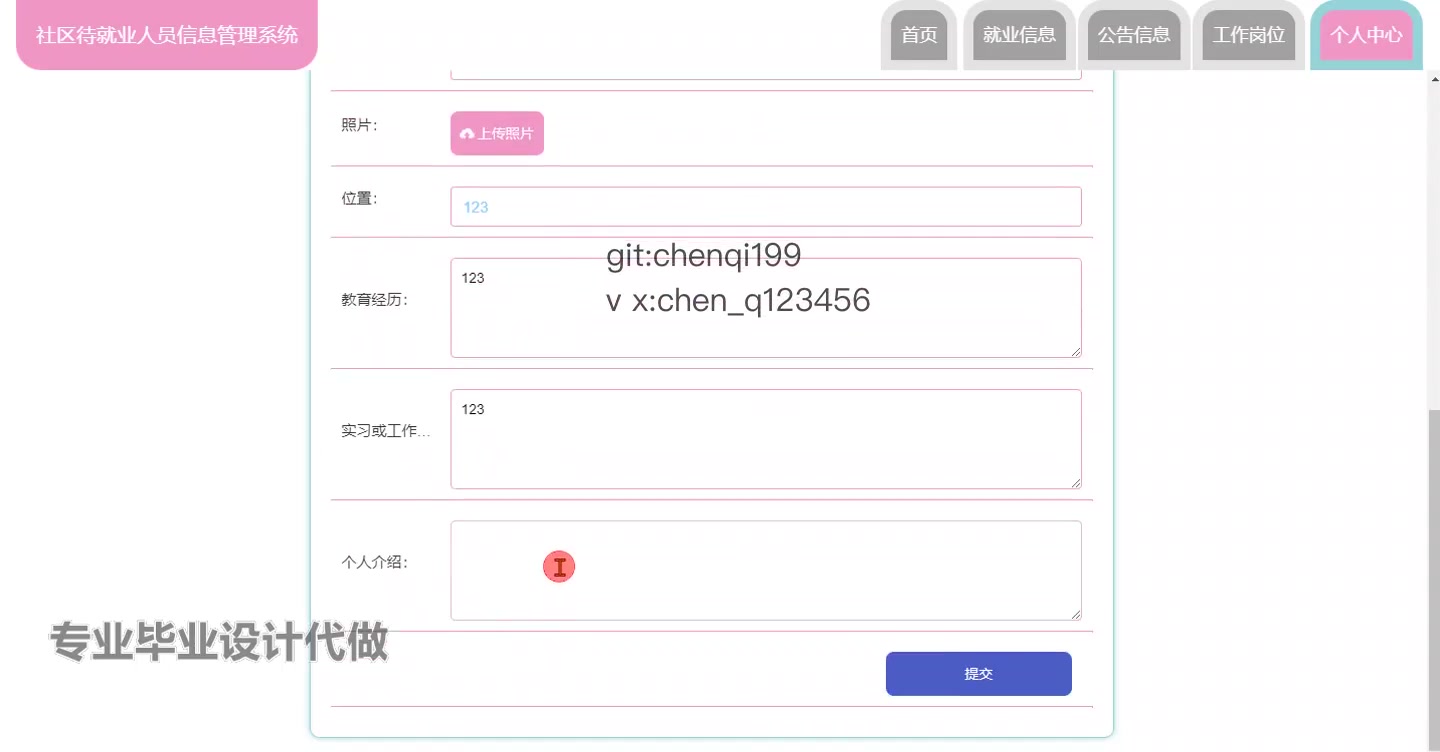 社区待就业人员信息管理系统
首页
就业信息
公告信息
工作岗位
个人中心
照片：
上传照片
位置：
123
git:chenqi199
教育经历：
123
v x:chen_q123456
实习或工作...
123
个人介绍：
专业毕业设计代做
提交